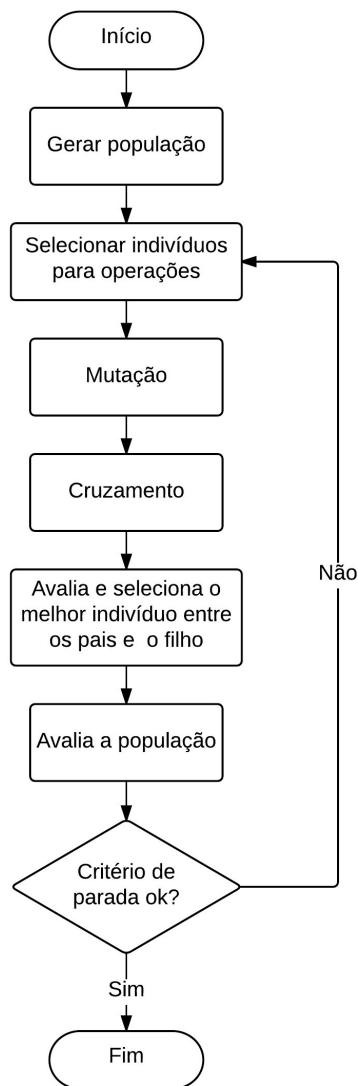 Início
Gerar população
Selecionar indivíduos
para operações
Mutação
Cruzamento
Não
Avalia e seleciona o
melhor indivíduo entre
os pais e  o filho
Avalia a população
Critério de
parada ok?
Sim
Fim